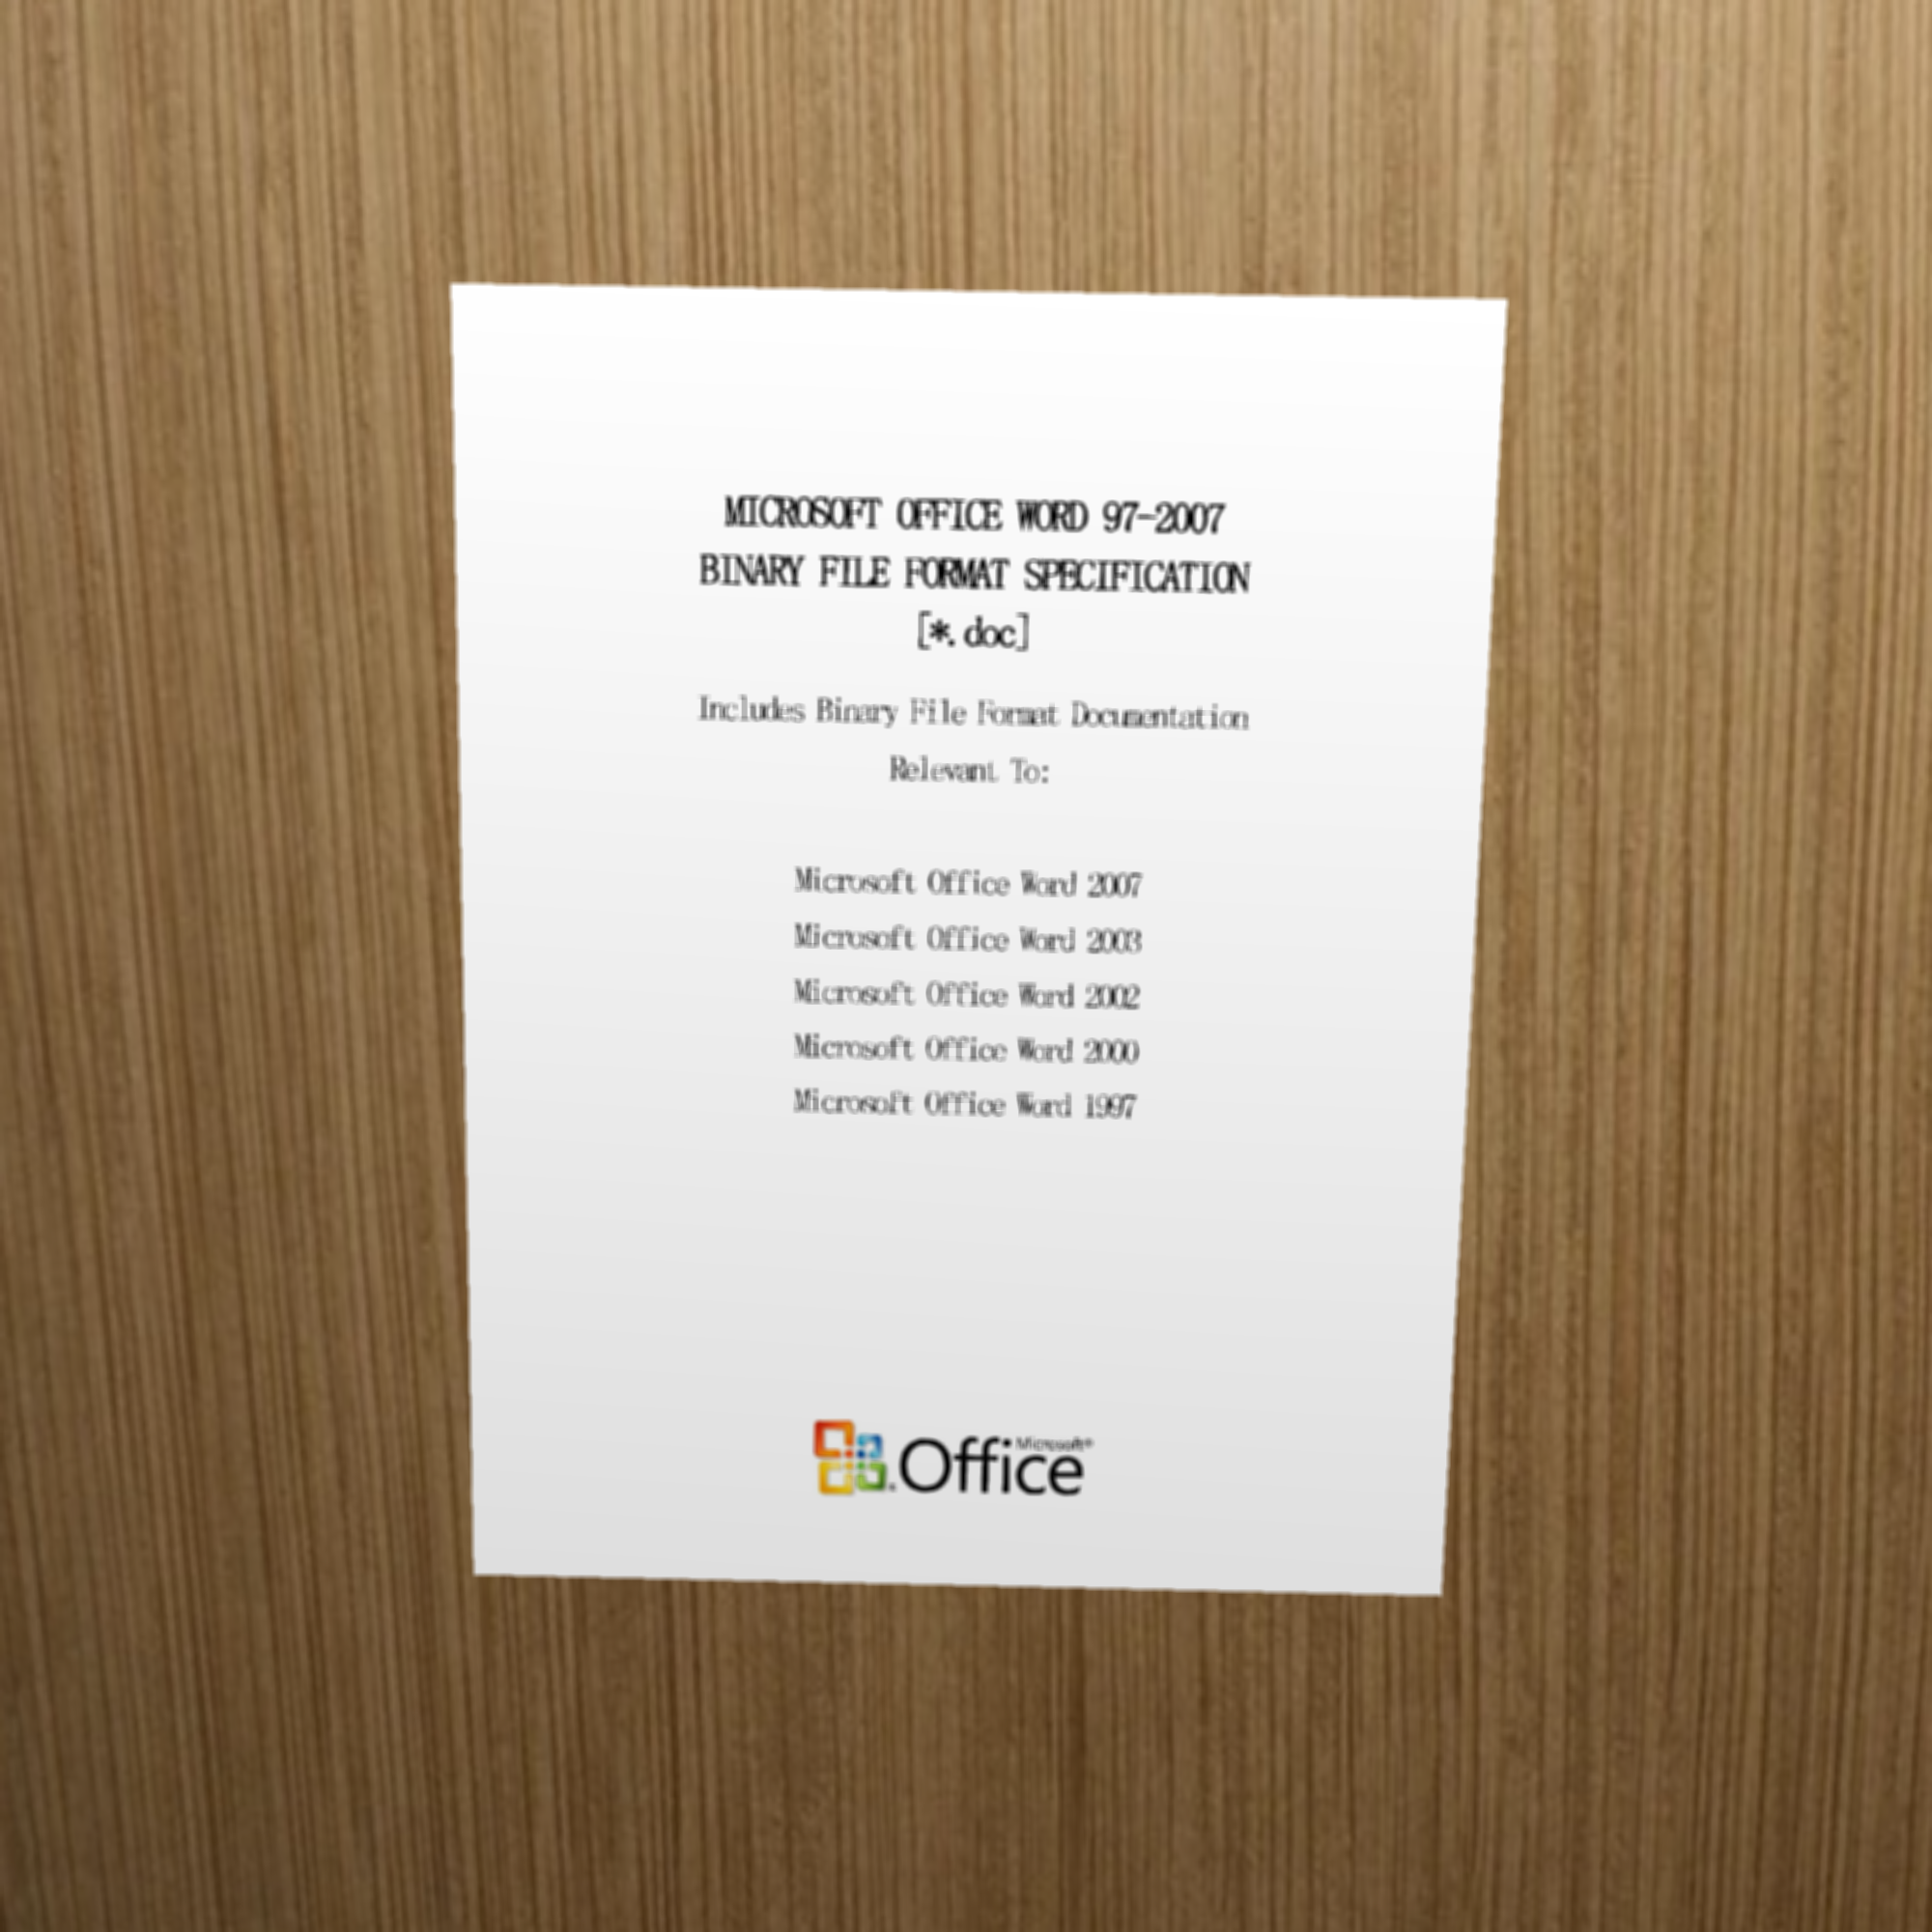 MICROSOFT OFFICE WORD 97-2007
BINARY FILE FORMAT SPECIFICATION
[*.doc]
Includes Binary File Format Documentation
Relevant To:
Microsoft Office Word 2007
Microsoft Office Word 2003
Microsoft Office Word 2002
Microsoft Office Word 2000
Microsoft Office Word 1997
Microsoft®
Office